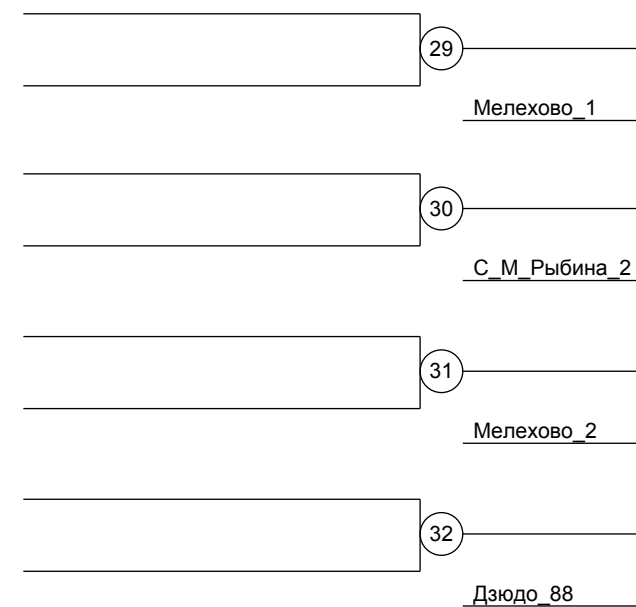 29
Мелехово_1
30
С_М_Рыбина_2
31
Мелехово_2
32
Дзюдо_88